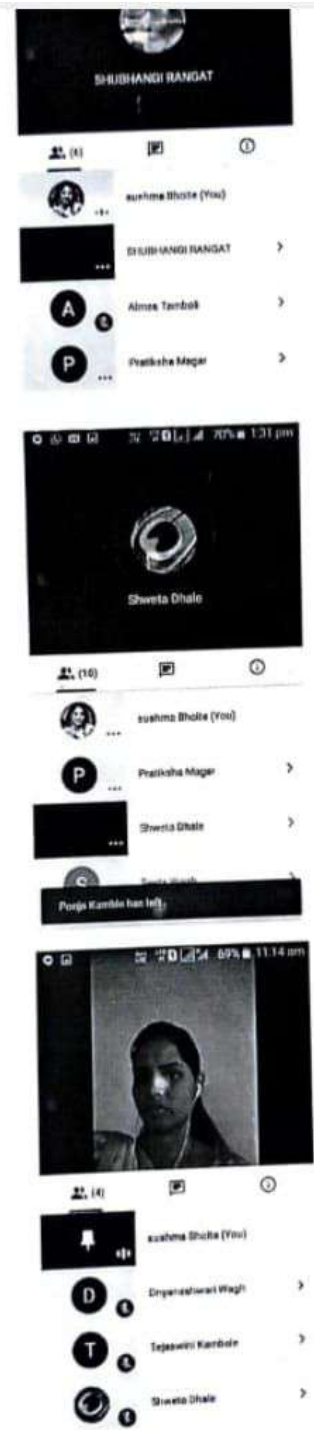 SHUBHANGI RANGAT
(6)
sushma Bhoite (You)
SHUBHANGI RANGAT
A
Almas Tamboli
P
Pratiksha Magar
70% 1:31 pm
Shweta Dhale
(10)
sushma Bhoite (You)
P
Pratiksha Magar
Shweta Dhale
S
Wagh
Pooja Kamble has left.
69% 11:14 am
(4)
sushma Bhoite (You)
D
Dnyaneshwari Wagh
T
Tejaswini Kambole
Shweta Dhale